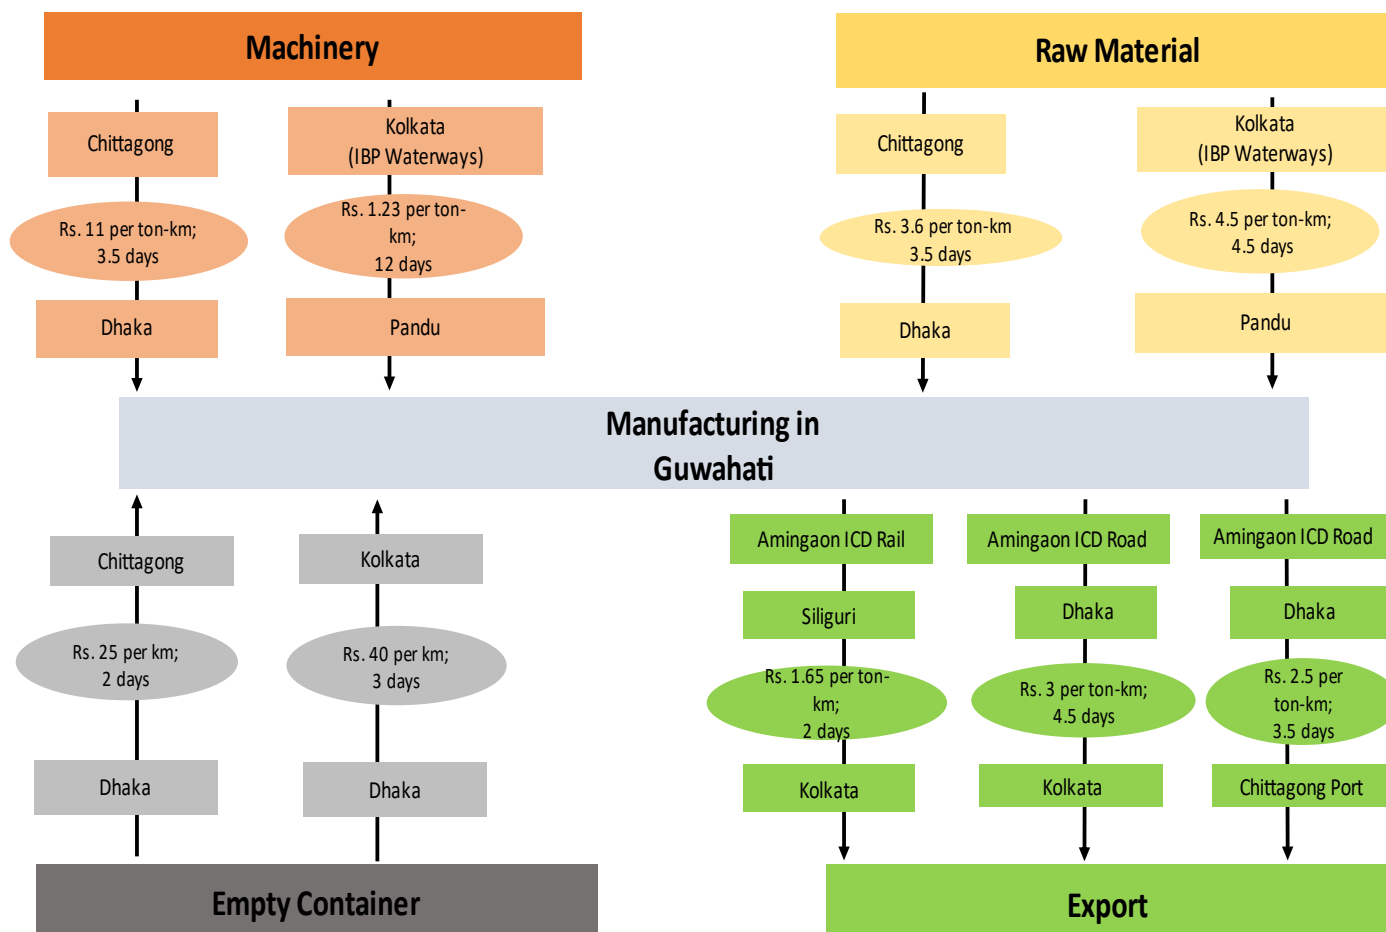 Machinery
Raw Material
Chittagong
Kolkata
(IBP Waterways)
Chittagong
Kolkata
(IBP Waterways)
Rs. 11 per ton-km;
3.5 days
Rs. 1.23 per ton-
km;
12 days
Rs. 3.6 per ton-km
3.5 days
Rs. 4.5 per ton-km;
4.5 days
Dhaka
Pandu
Dhaka
Pandu
Manufacturing in
Guwahati
Chittagong
Kolkata
Amingaon ICD Rail
Amingaon ICD Road
Amingaon ICD Road
Siliguri
Dhaka
Dhaka
Rs. 25 per km;
2 days
Rs. 40 per km;
3 days
Rs. 1.65 per ton-
km;
2 days
Rs. 3 per ton-km;
4.5 days
Rs. 2.5 per
ton-km;
3.5 days
Dhaka
Dhaka
Kolkata
Kolkata
Chittagong Port
Empty Container
Export